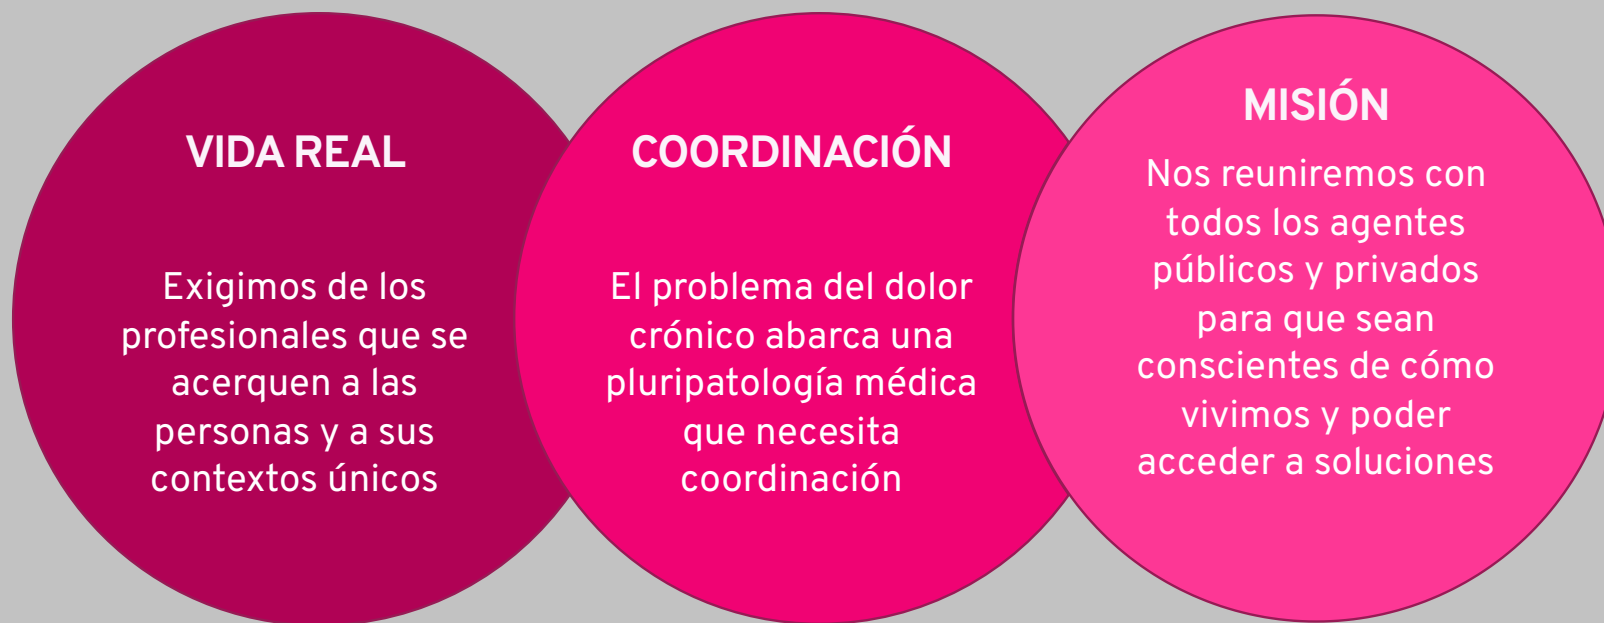 VIDA REAL
Exigimos de los
profesionales que se
acerquen a las
personas y a sus
contextos únicos
COORDINACIÓN
El problema del dolor
crónico abarca una
pluripatología médica
que necesita
coordinación
MISIÓN
Nos reuniremos con
todos los agentes
públicos y privados
para que sean
conscientes de cómo
vivimos y poder
acceder a soluciones